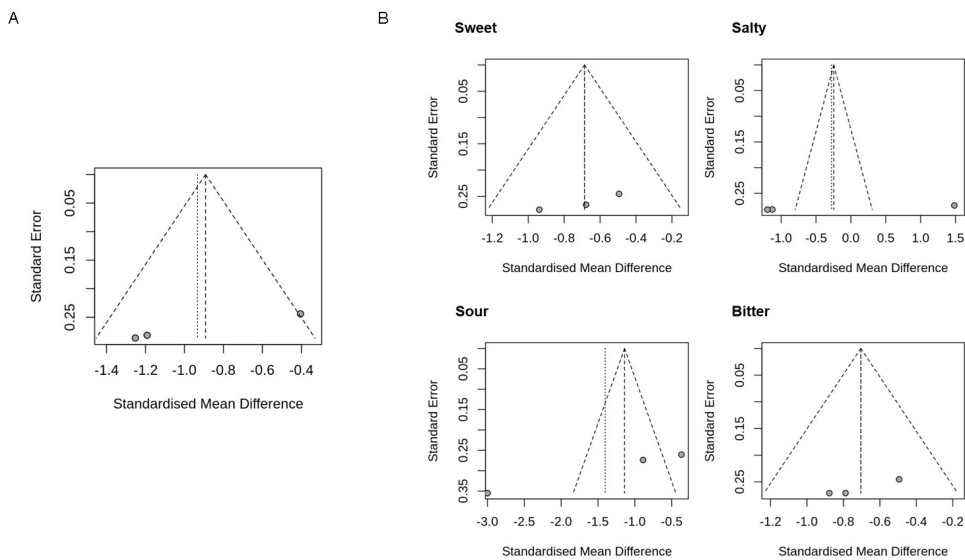 A
Standard Error
0.05
0.15
0.25
-1.4 -1.2 -1.0 -0.8 -0.6 -0.4
Standardised Mean Difference
B
Sweet
Standard Error
0.05
0.15
0.25
-1.2 -1.0 -0.8 -0.6 -0.4 -0.2
Standardised Mean Difference
Salty
Standard Error
0.05
0.15
0.25
-1.0 -0.5 0.0 0.5 1.0 1.5
Standardised Mean Difference
Sour
Standard Error
0.05
0.15
0.25
0.35
-3.0 -2.5 -2.0 -1.5 -1.0 -0.5
Standardised Mean Difference
Bitter
Standard Error
0.05
0.15
0.25
-1.2 -1.0 -0.8 -0.6 -0.4 -0.2
Standardised Mean Difference